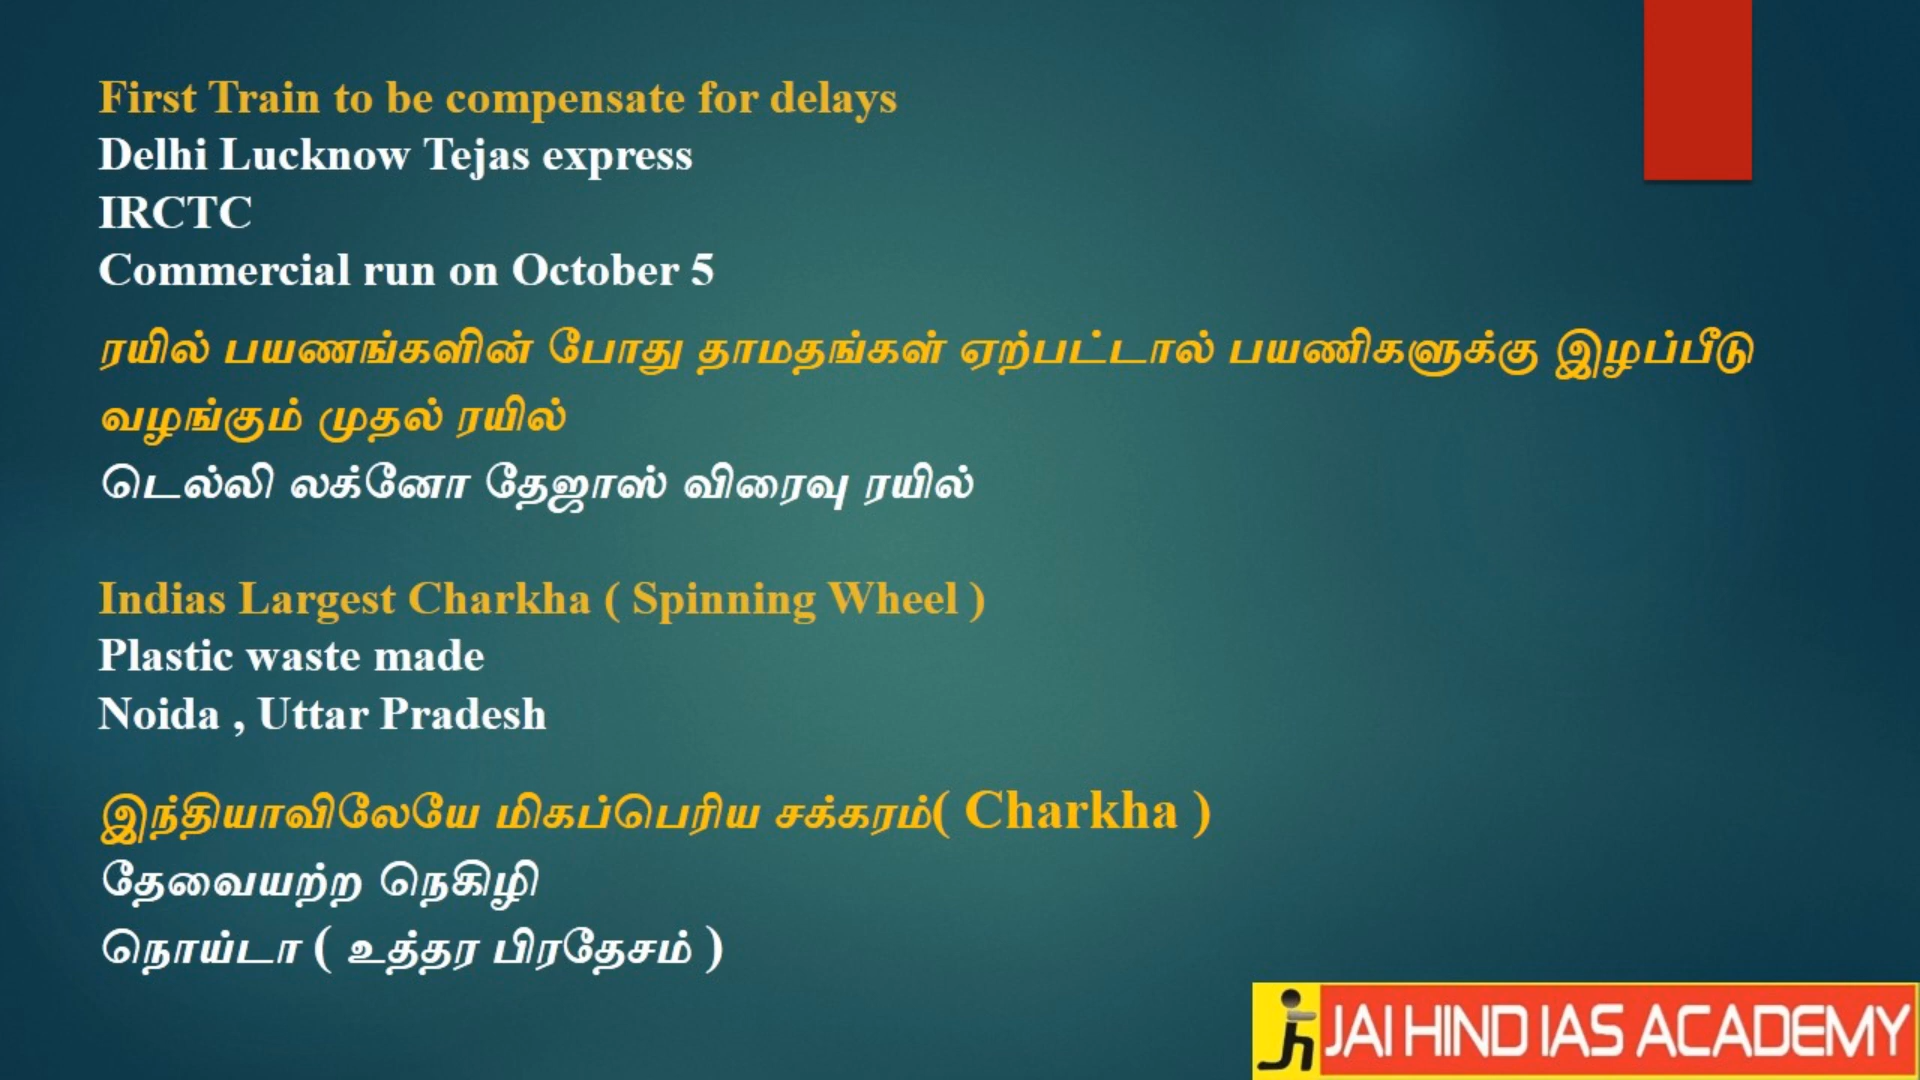 First Train to be compensate for delays
Delhi Lucknow Tejas express
IRCTC
Commercial run on October 5
ரயில் பயணங்களின் போது தாமதங்கள் ஏற்பட்டால் பயணிகளுக்கு இழப்பீடு
வழங்கும் முதல் ரயில்
டெல்லி லக்னோ தேஜாஸ் விரைவு ரயில்
Indias Largest Charkha ( Spinning Wheel )
Plastic waste made
Noida , Uttar Pradesh
இந்தியாவிலேயே மிகப்பெரிய சக்கரம்( Charkha )
தேவையற்ற நெகிழி
நொய்டா ( உத்தர பிரதேசம் )
JAI HIND IAS ACADEMY